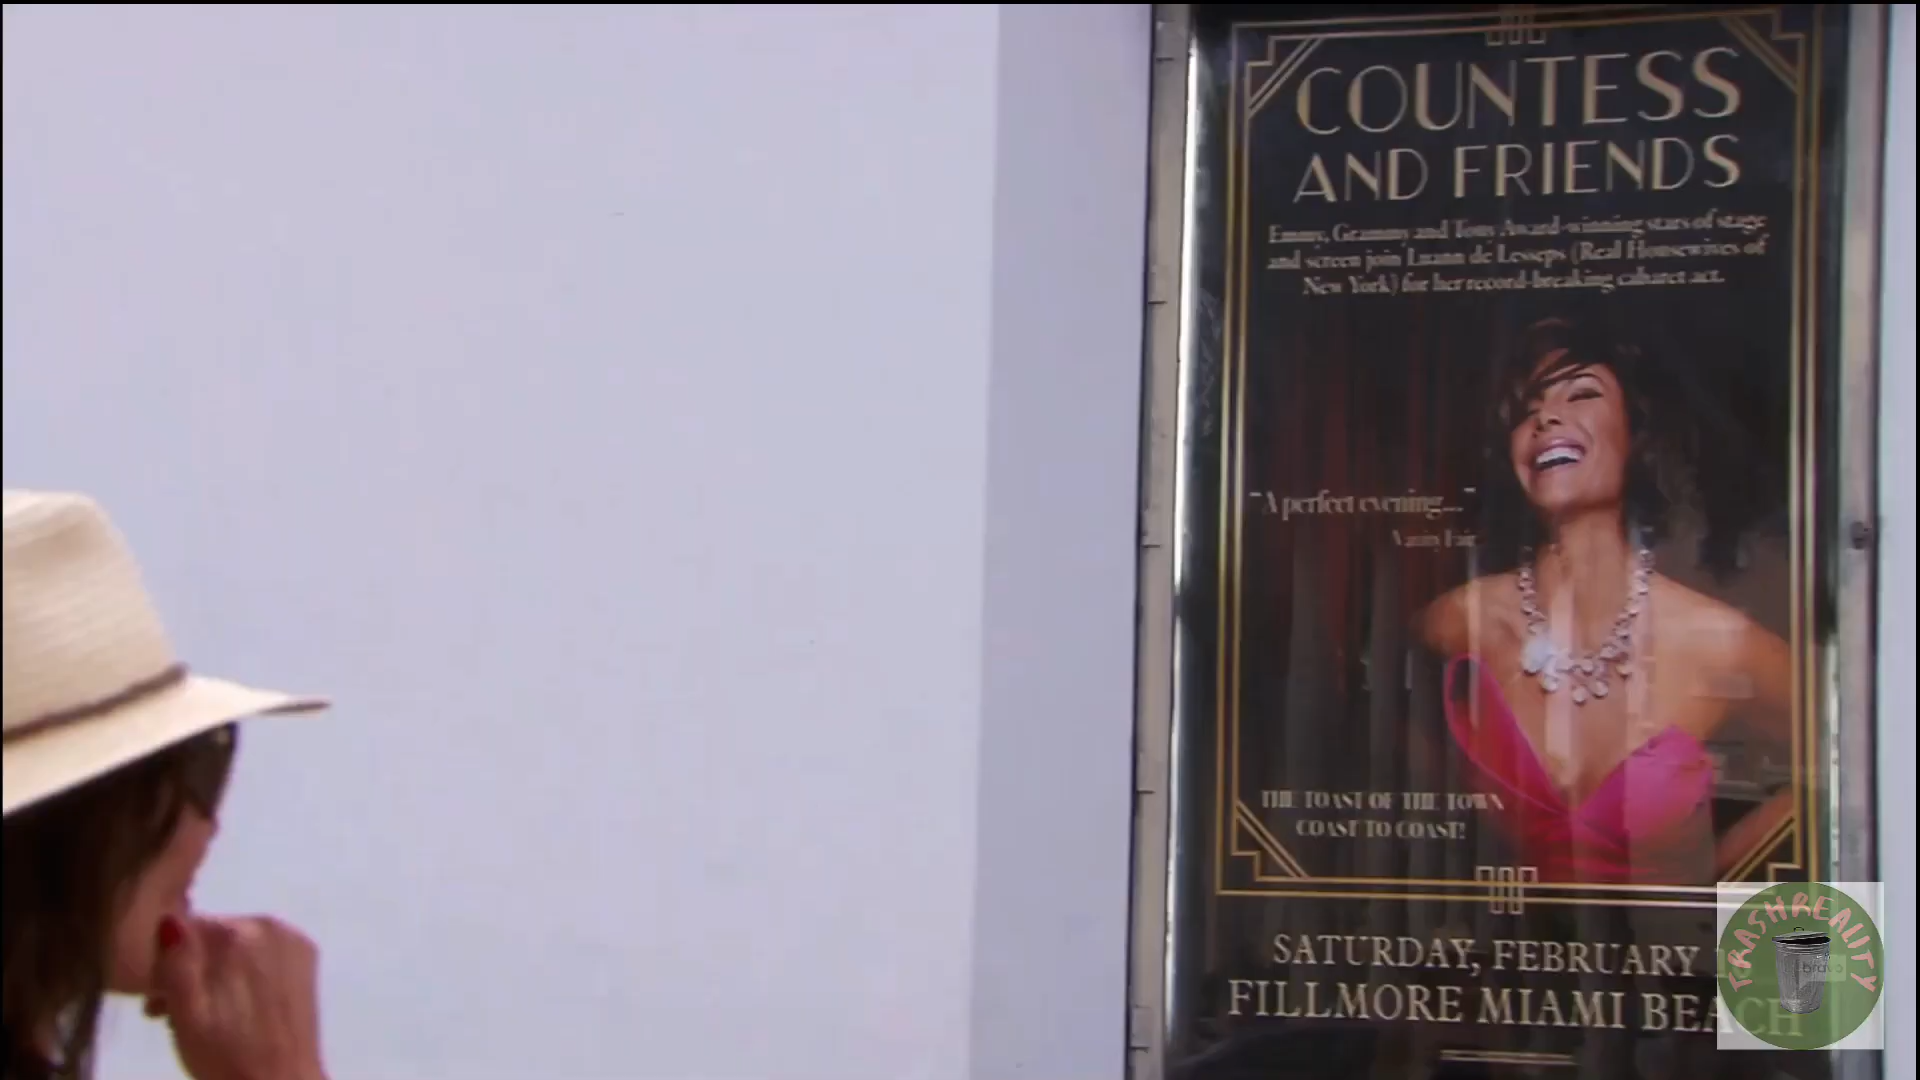 COUNTESS
AND FRIENDS
Emmy, Grammy and Tony Award-winning stars of stage
and screen join Luann de Lesseps (Real Housewives of
New York) for her record-breaking cabaret act.
"A perfect evening..."
Vanity Fair
THE TOAST OF THE TOWN
COAST TO COAST!
SATURDAY, FEBRUARY
FILLMORE MIAMI BEACH
TRASHREALITY